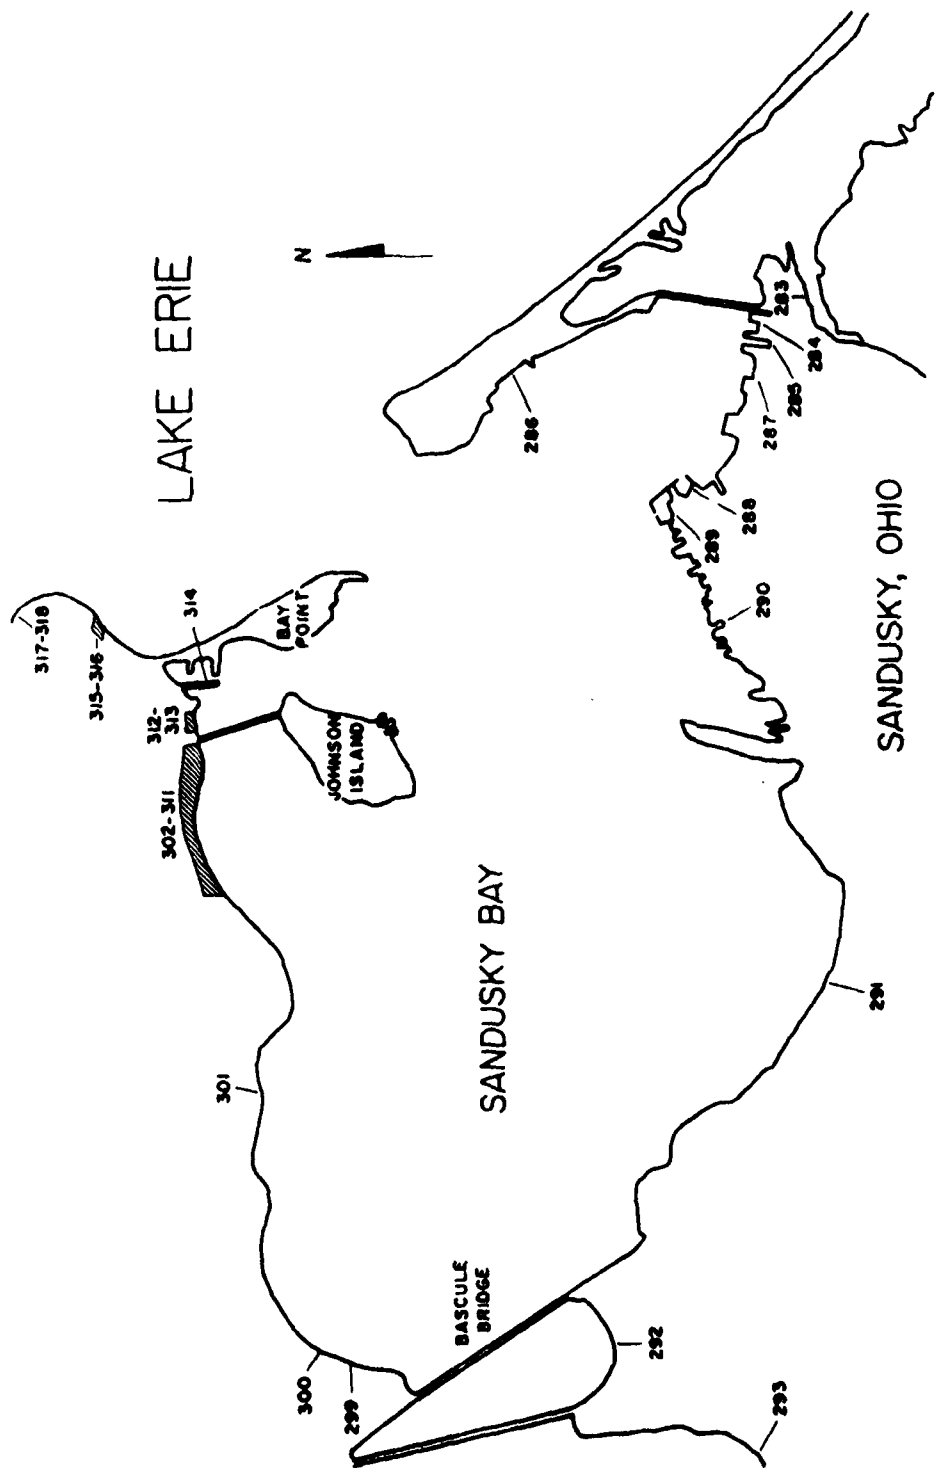 LAKE ERIE
N
317-318
315-316
314
312-
313
302-311
BAY
POINT
JOHNSON
ISLAND
301
300
299
BASCULE
BRIDGE
SANDUSKY BAY
286
283
284
285
287
288
289
290
291
292
293
SANDUSKY, OHIO